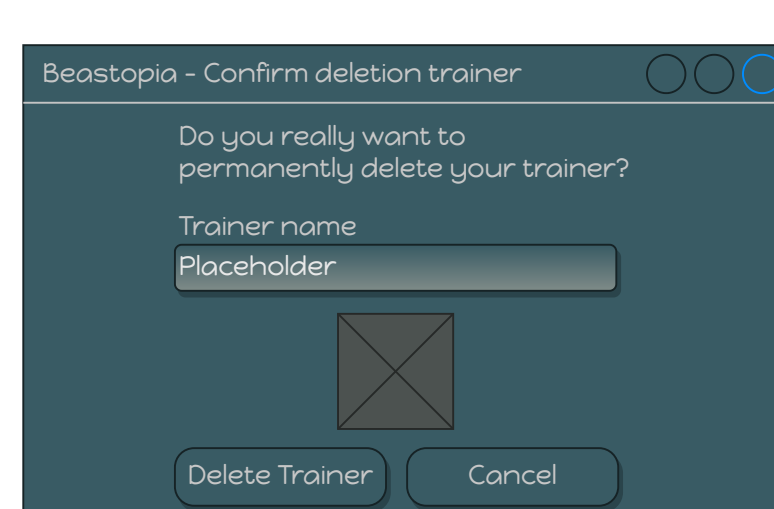 Beastopia - Confirm deletion trainer
Do you really want to
permanently delete your trainer?
Trainer name
Placeholder
Delete Trainer
Cancel